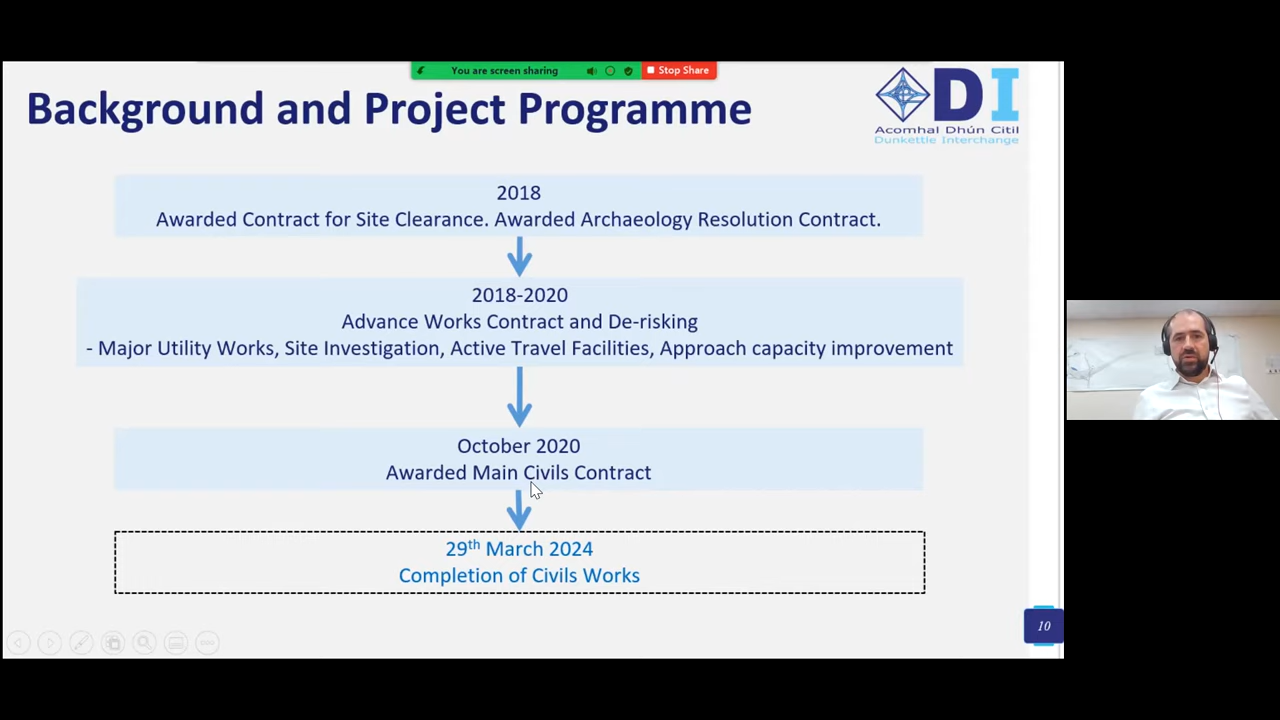 You are screen sharing
Stop Share
Background and Project Programme
DI
Acomhal Dhún Citil
Dunkettle Interchange
2018
Awarded Contract for Site Clearance. Awarded Archaeology Resolution Contract.
2018-2020
Advance Works Contract and De-risking
- Major Utility Works, Site Investigation, Active Travel Facilities, Approach capacity improvement
October 2020
Awarded Main Civils Contract
29th March 2024
Completion of Civils Works
10